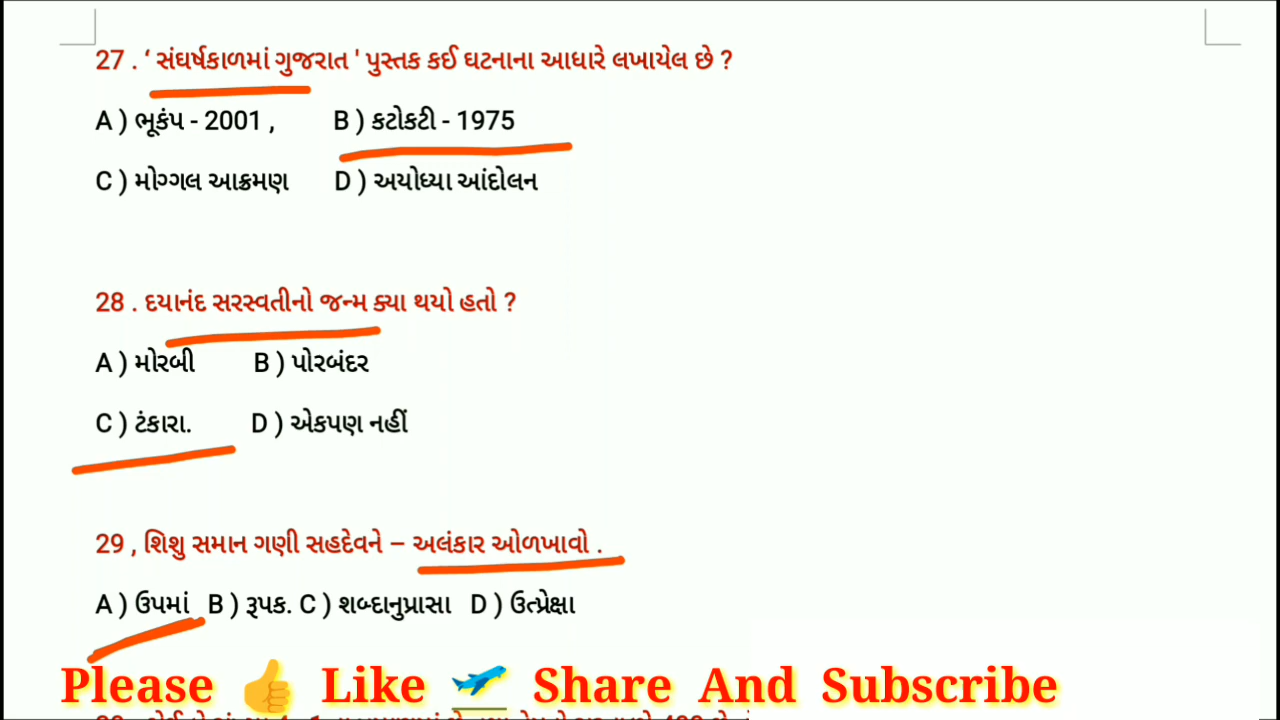 27 . ‘ સંઘર્ષકાળમાં ગુજરાત ' પુસ્તક કઈ ઘટનાના આધારે લખાયેલ છે ?
A ) ભૂકંપ - 2001 , B ) કટોકટી - 1975
C ) મોગ્ગલ આક્રમણ D ) અયોધ્યા આંદોલન
28 . દયાનંદ સરસ્વતીનો જન્મ ક્યા થયો હતો ?
A ) મોરબી B ) પોરબંદર
C ) ટંકારા. D ) એકપણ નહીં
29 , શિશુ સમાન ગણી સહદેવને – અલંકાર ઓળખાવો .
A ) ઉપમાં B ) રૂપક. C ) શબ્દાનુપ્રાસા D ) ઉત્પ્રેક્ષા
Please 👍 Like 🛫 Share And Subscribe